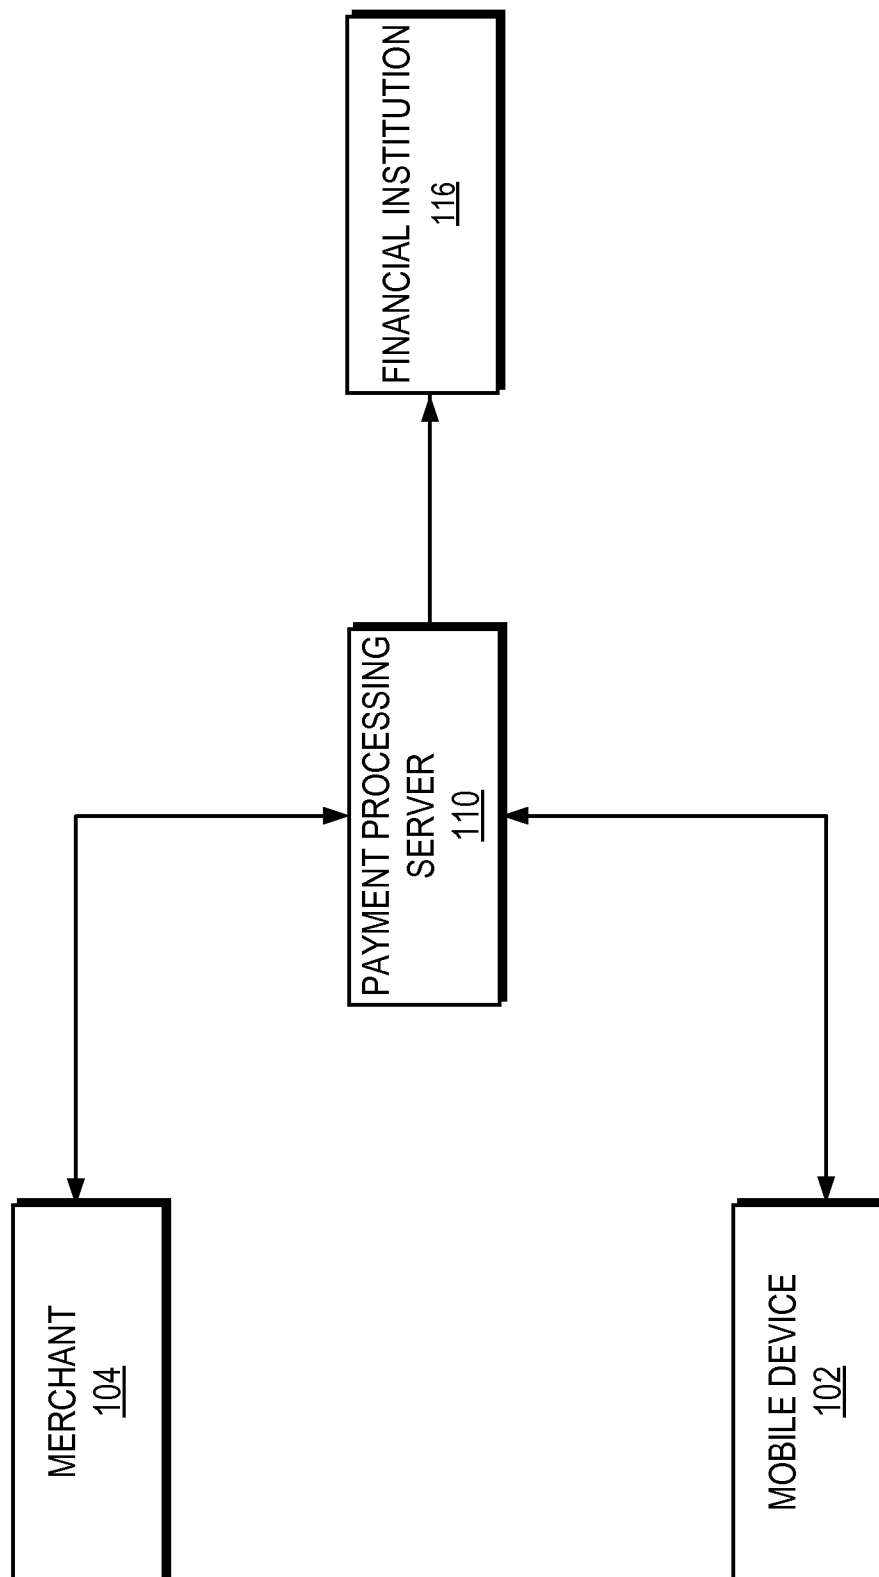 MERCHANT
104
MOBILE DEVICE
102
PAYMENT PROCESSING
SERVER
110
FINANCIAL INSTITUTION
116